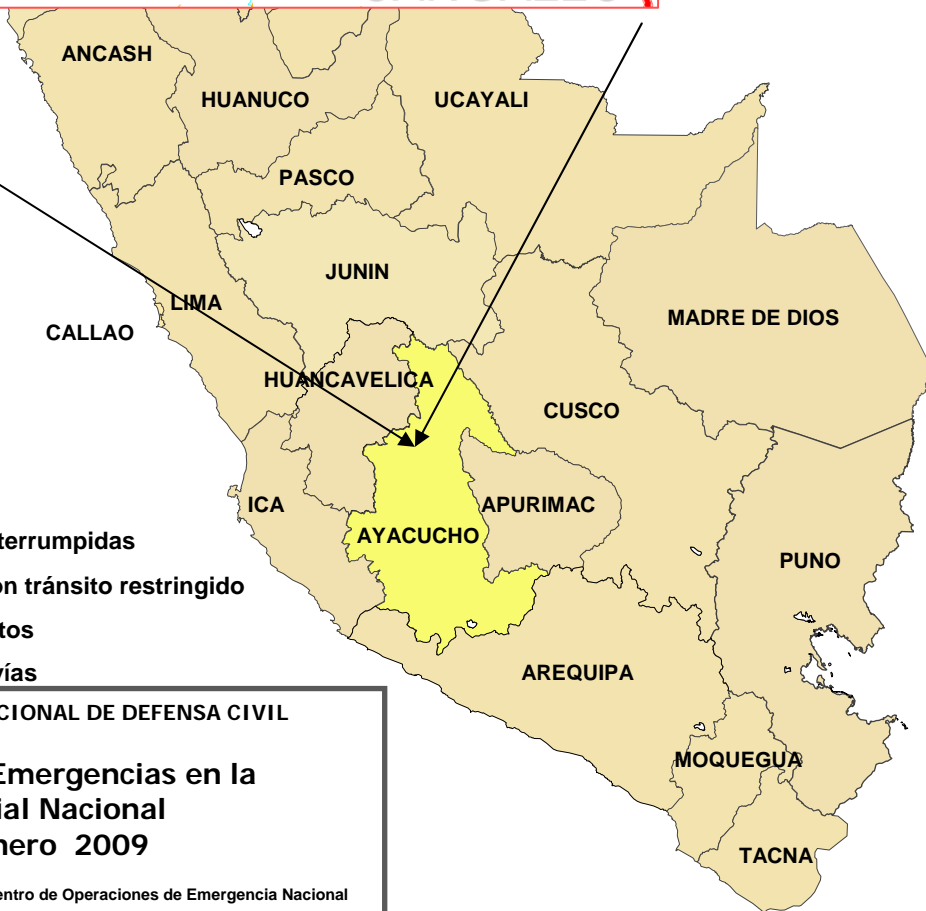 ANCASH
HUANUCO
UCAYALI
PASCO
JUNIN
LIMA
MADRE DE DIOS
CALLAO
HUANCAVELICA
CUSCO
ICA
APURIMAC
AYACUCHO
terrumpidas
PUNO
on tránsito restringido
tos
vías
AREQUIPA
CIONAL DE DEFENSA CIVIL
MOQUEGUA
Emergencias en la
ial Nacional
nero 2009
TACNA
entro de Operaciones de Emergencia Nacional